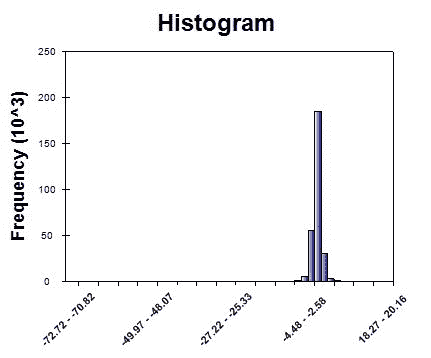 Histogram
Frequency (10^3)
250
200
150
100
50
0
-72.72 - -70.82
-49.97 - -48.07
-27.22 - -25.33
-4.48 - -2.58
18.27 - 20.16